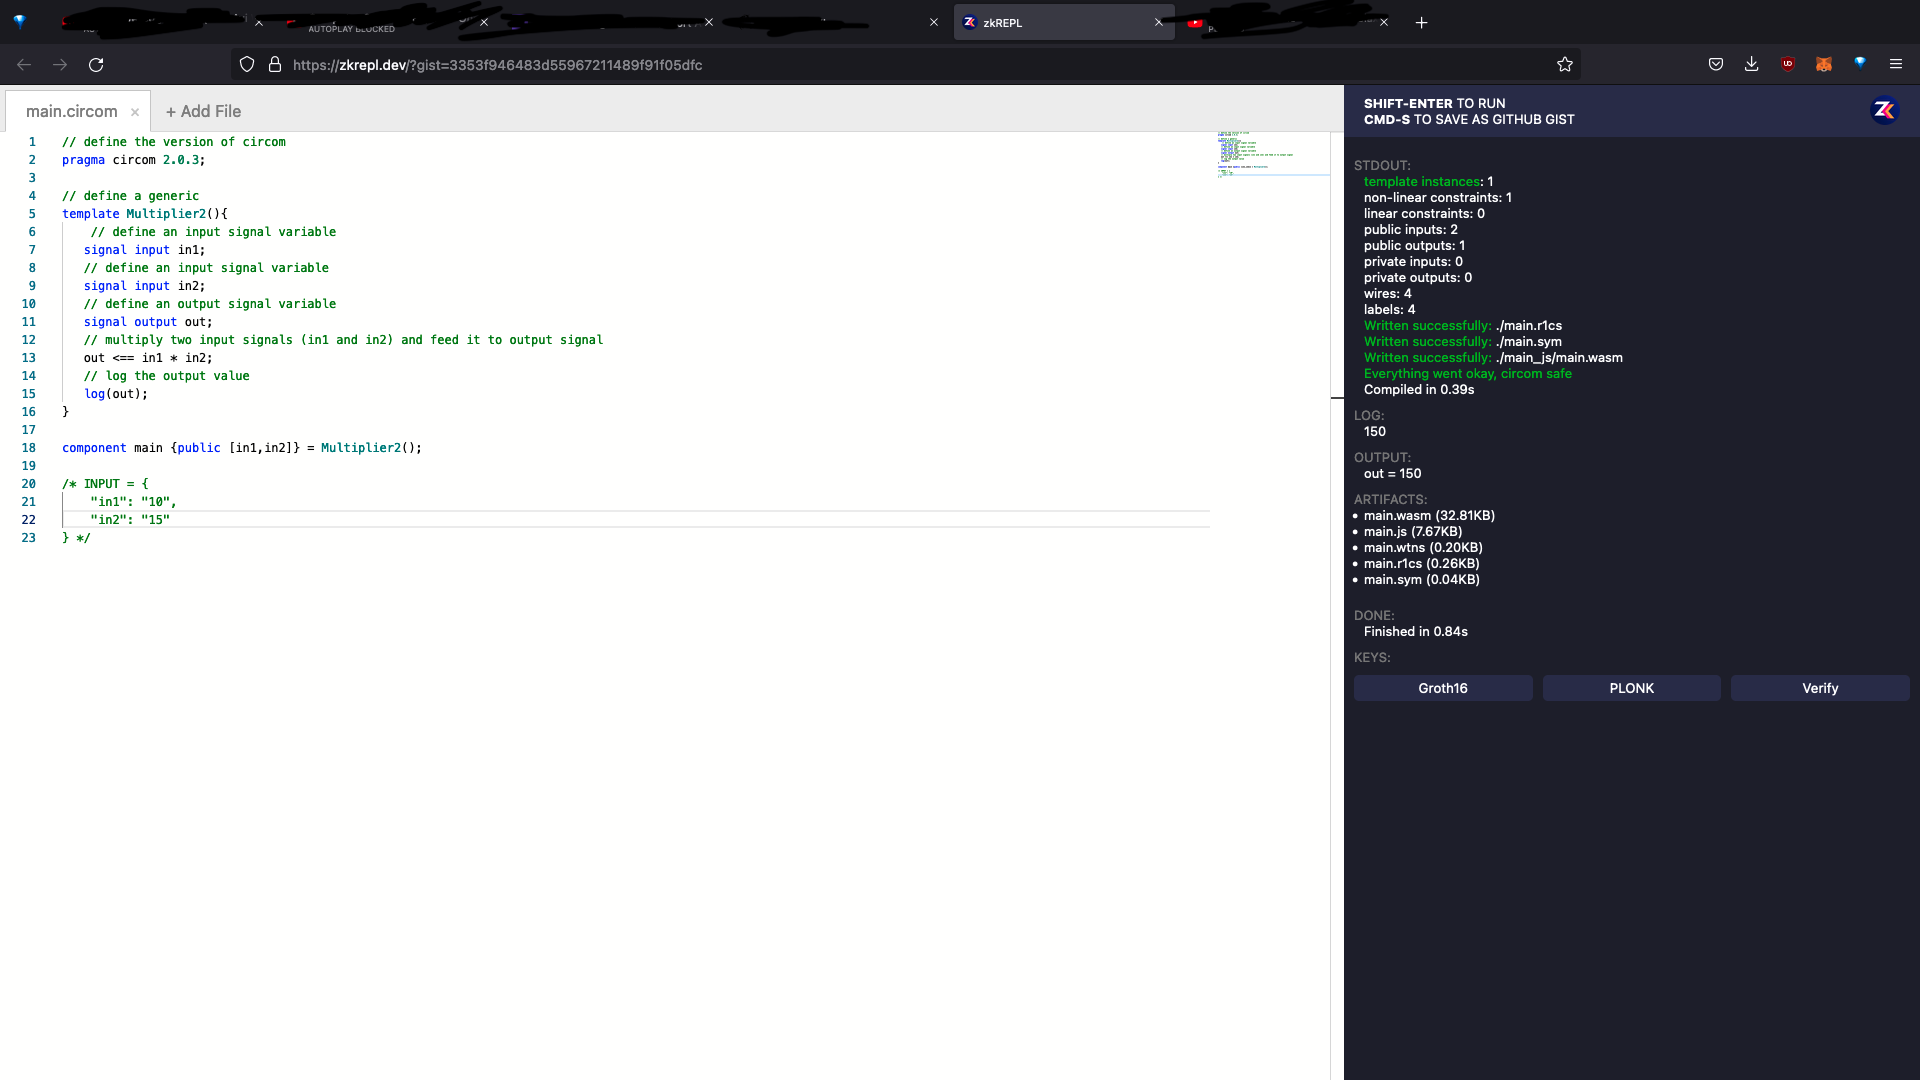 AUTOPLAY BLOCKED
zkREPL
https://zkrepl.dev/?gist=3353f946483d55967211489f91f05dfc
main.circom
+ Add File
1 // define the version of circom
2 pragma circom 2.0.3;
3
4 // define a generic
5 template Multiplier2(){
6 // define an input signal variable
7 signal input in1;
8 // define an input signal variable
9 signal input in2;
10 // define an output signal variable
11 signal output out;
12 // multiply two input signals (in1 and in2) and feed it to output signal
13 out <== in1 * in2;
14 // log the output value
15 log(out);
16 }
17
18 component main {public [in1,in2]} = Multiplier2();
19
20 /* INPUT = {
21 "in1": "10",
22 "in2": "15"
23 } */
SHIFT-ENTER TO RUN
CMD-S TO SAVE AS GITHUB GIST
STDOUT:
template instances: 1
non-linear constraints: 1
linear constraints: 0
public inputs: 2
public outputs: 1
private inputs: 0
private outputs: 0
wires: 4
labels: 4
Written successfully: ./main.r1cs
Written successfully: ./main.sym
Written successfully: ./main_js/main.wasm
Everything went okay, circom safe
Compiled in 0.39s
LOG:
150
OUTPUT:
out = 150
ARTIFACTS:
• main.wasm (32.81KB)
• main.js (7.67KB)
• main.wtns (0.20KB)
• main.r1cs (0.26KB)
• main.sym (0.04KB)
DONE:
Finished in 0.84s
KEYS:
Groth16
PLONK
Verify